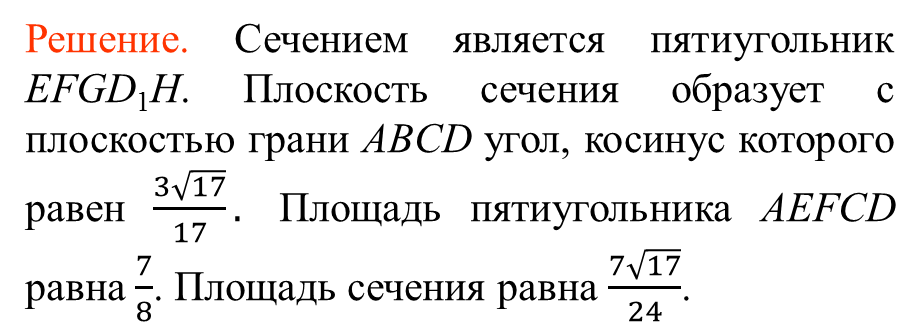 Решение. Сечением является пятиугольник
EFGD₁H. Плоскость сечения образует с
плоскостью грани ABCD угол, косинус которого
равен 3√17/17. Площадь пятиугольника AEFCD
равна 7/8. Площадь сечения равна 7√17/24.